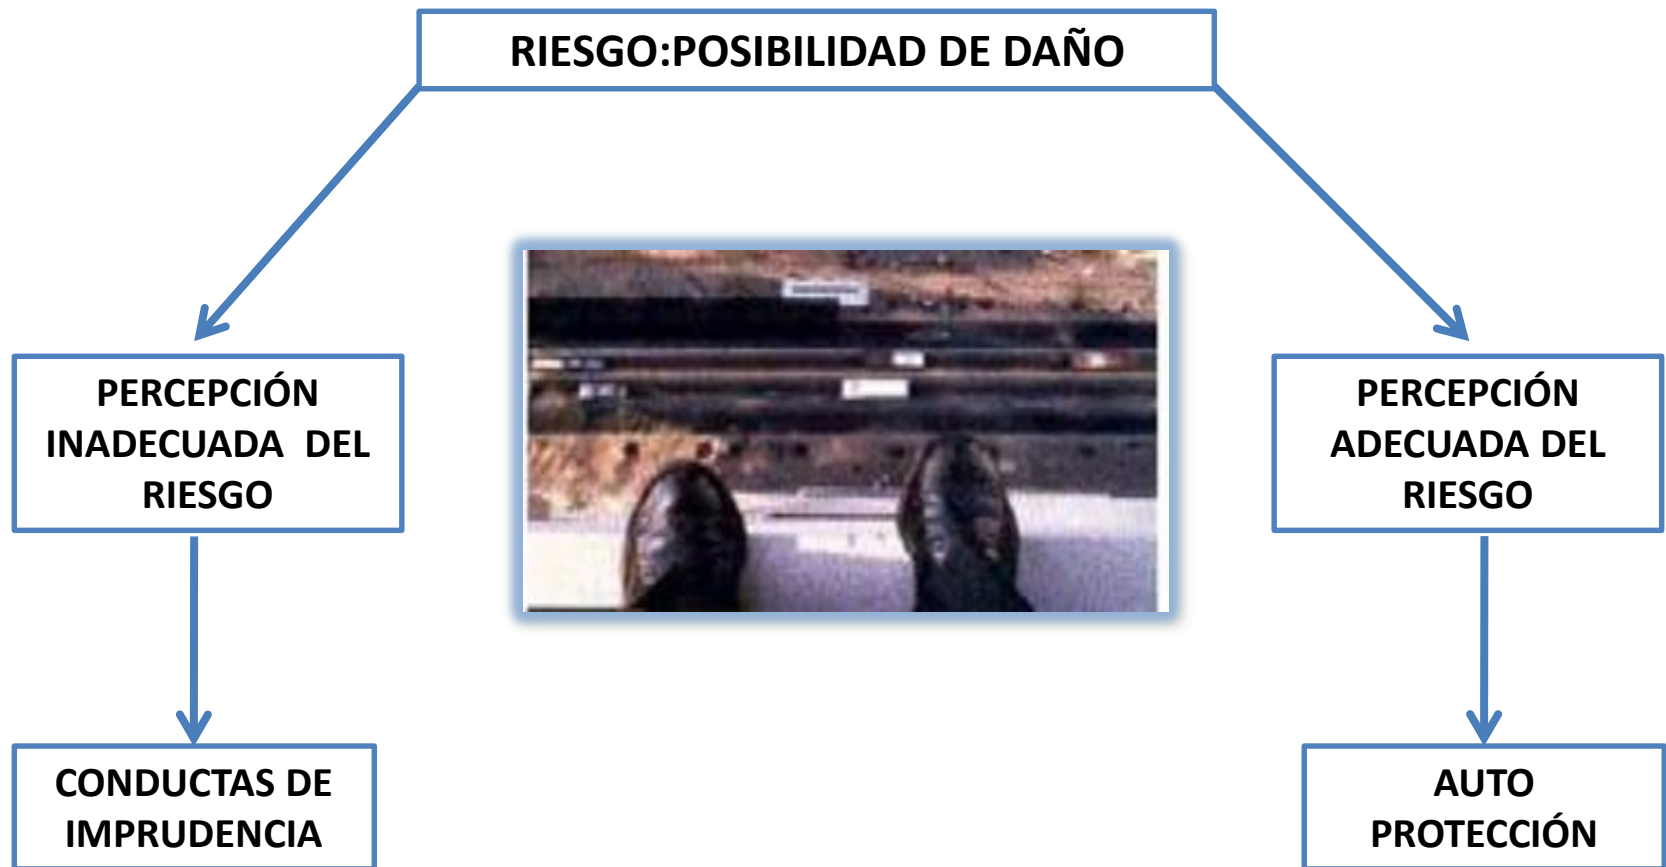 RIESGO:POSIBILIDAD DE DAÑO
PERCEPCIÓN
INADECUADA DEL
RIESGO
PERCEPCIÓN
ADECUADA DEL
RIESGO
CONDUCTAS DE
IMPRUDENCIA
AUTO
PROTECCIÓN